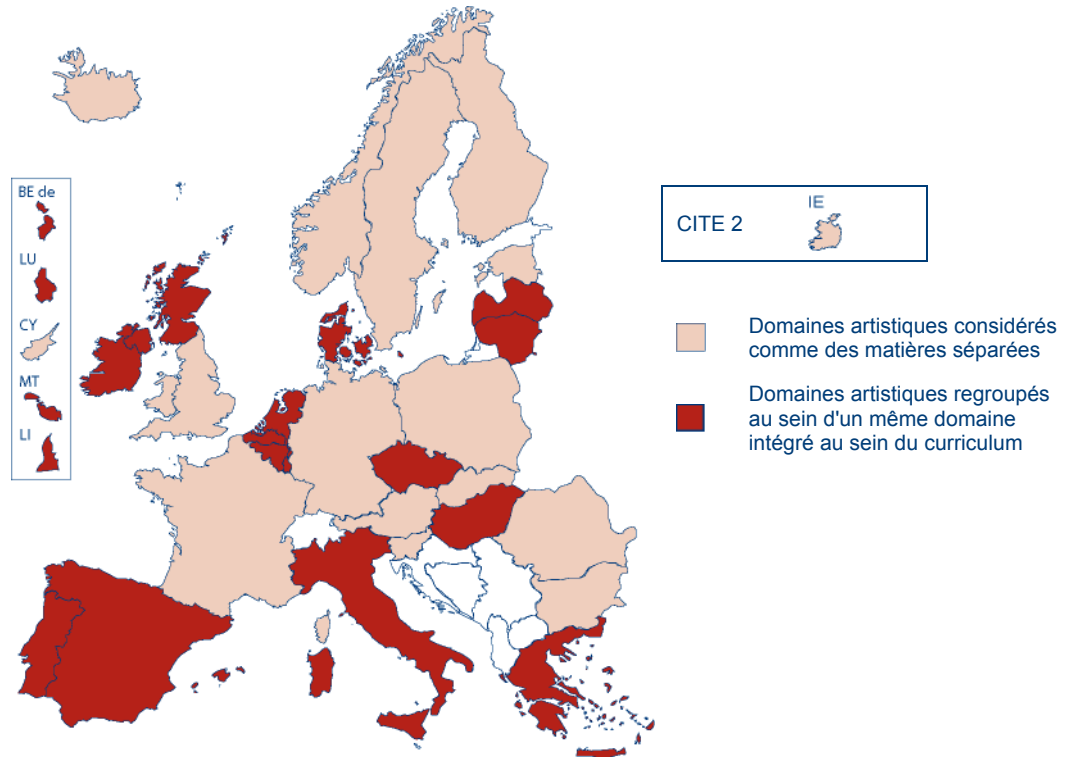 BE de
LU
CY
MT
LI
IE
CITE 2
Domaines artistiques considérés
comme des matières séparées
Domaines artistiques regroupés
au sein d'un même domaine
intégré au sein du curriculum